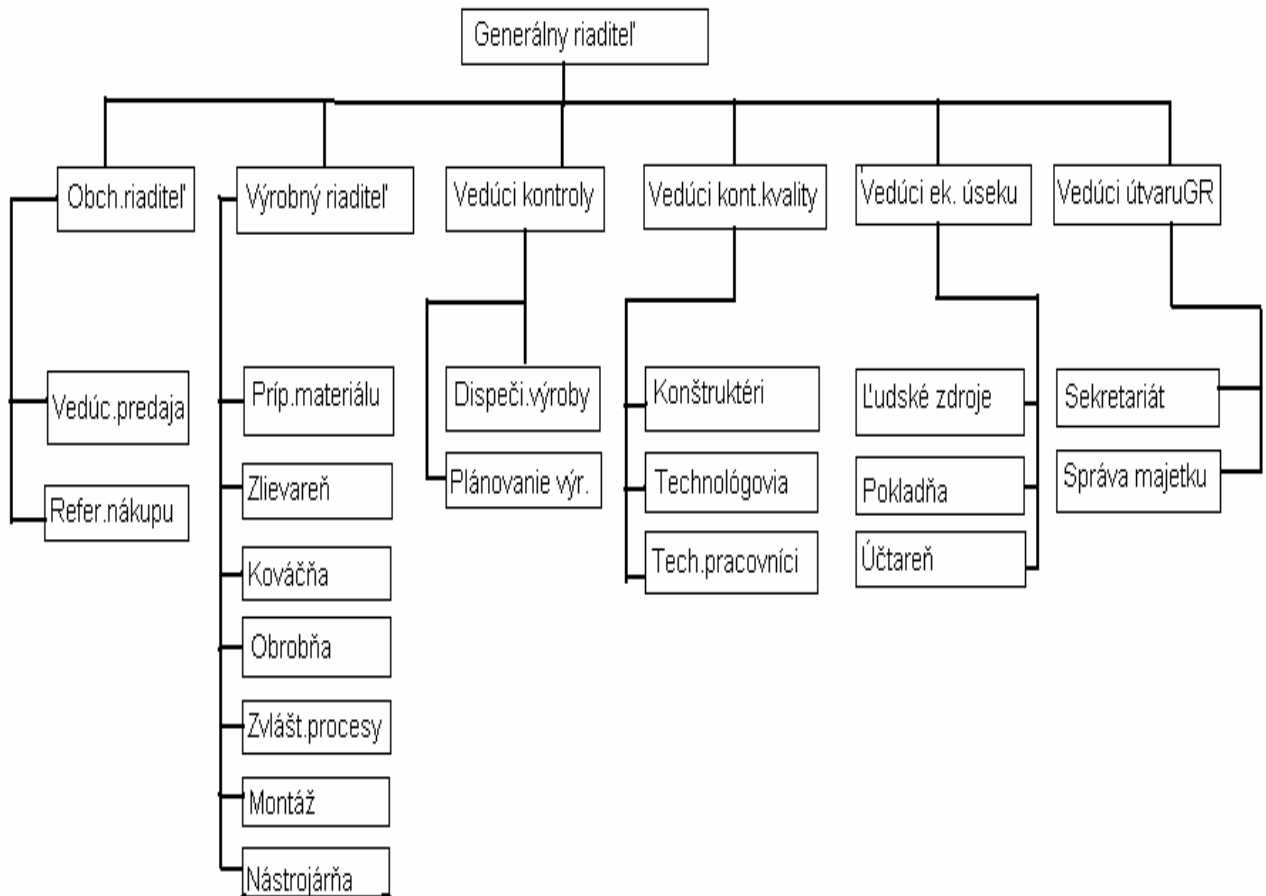 Generálny riaditeľ
Obch.riaditeľ
Výrobný riaditeľ
Vedúci kontroly
Vedúci kont.kvality
Vedúci ek. úseku
Vedúci útvaruGR
Vedúc.predaja
Príp.materiálu
Dispeči.výroby
Konštruktéri
Ľudské zdroje
Sekretariát
Refer.nákupu
Zlievareň
Plánovanie výr.
Technológovia
Pokladňa
Správa majetku
Kováčňa
Tech.pracovníci
Účtareň
Obrobňa
Zvlášt.procesy
Montáž
Nástrojárňa